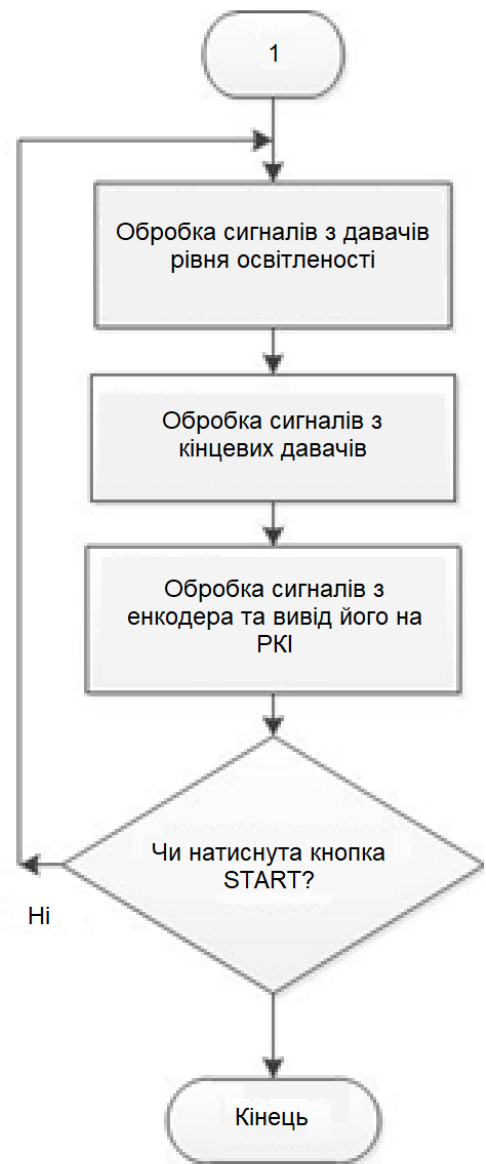 1
Обробка сигналів з давачів
рівня освітленості
Обробка сигналів з
кінцевих давачів
Обробка сигналів з
енкодера та вивід його на
РКІ
Чи натиснута кнопка
START?
Ні
Кінець